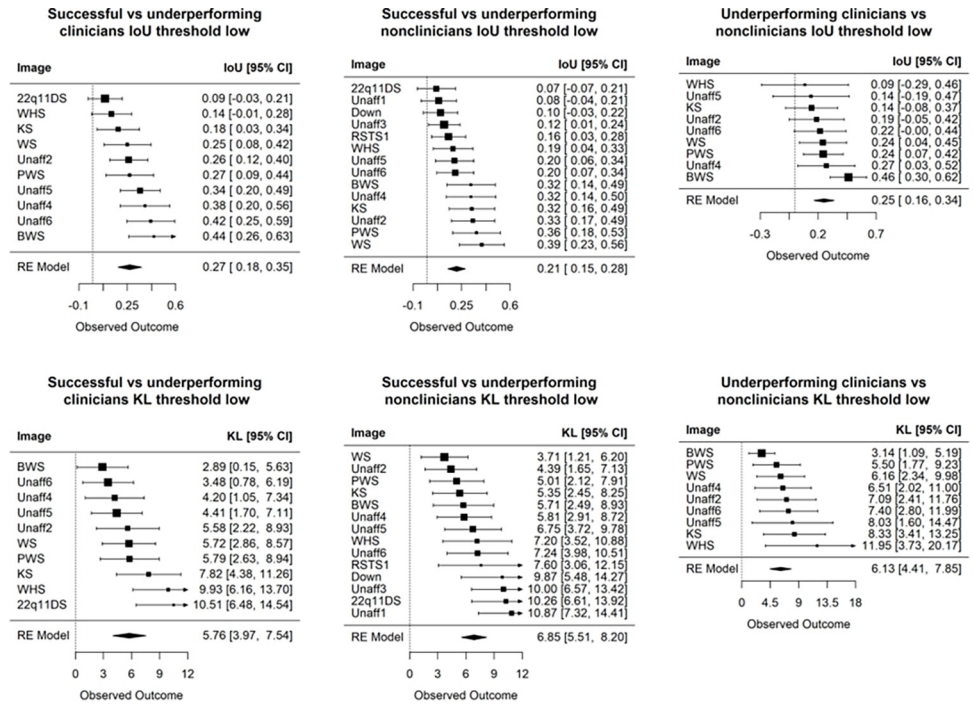 Successful vs underperforming
clinicians IoU threshold low
Image IoU [95% CI]
22q11DS 0.09 [-0.03, 0.21]
WHS 0.14 [-0.01, 0.28]
KS 0.18 [ 0.03, 0.34]
WS 0.25 [ 0.08, 0.42]
Unaff2 0.26 [ 0.12, 0.40]
PWS 0.27 [ 0.09, 0.44]
Unaff5 0.34 [ 0.20, 0.49]
Unaff4 0.38 [ 0.20, 0.56]
Unaff6 0.42 [ 0.25, 0.59]
BWS 0.44 [ 0.26, 0.63]
RE Model 0.27 [ 0.18, 0.35]
-0.1 0.25 0.6
Observed Outcome
Successful vs underperforming
nonclinicians IoU threshold low
Image IoU [95% CI]
22q11DS 0.07 [-0.07, 0.21]
Unaff1 0.08 [-0.04, 0.21]
Down 0.10 [-0.03, 0.22]
Unaff3 0.12 [ 0.01, 0.24]
RSTS1 0.16 [ 0.03, 0.28]
WHS 0.19 [ 0.04, 0.33]
Unaff5 0.20 [ 0.06, 0.34]
Unaff6 0.20 [ 0.07, 0.34]
BWS 0.32 [ 0.14, 0.49]
Unaff4 0.32 [ 0.14, 0.50]
KS 0.32 [ 0.16, 0.49]
Unaff2 0.33 [ 0.17, 0.49]
PWS 0.36 [ 0.18, 0.53]
WS 0.39 [ 0.23, 0.56]
RE Model 0.21 [ 0.15, 0.28]
-0.1 0.25 0.6
Observed Outcome
Underperforming clinicians vs
nonclinicians IoU threshold low
Image IoU [95% CI]
WHS 0.09 [-0.29, 0.46]
Unaff5 0.14 [-0.19, 0.47]
KS 0.14 [-0.08, 0.37]
Unaff2 0.19 [-0.05, 0.42]
Unaff6 0.22 [-0.00, 0.44]
WS 0.24 [ 0.04, 0.45]
PWS 0.24 [ 0.07, 0.42]
Unaff4 0.27 [ 0.03, 0.52]
BWS 0.46 [ 0.30, 0.62]
RE Model 0.25 [ 0.16, 0.34]
-0.3 0.2 0.7
Observed Outcome
Successful vs underperforming
clinicians KL threshold low
Image KL [95% CI]
BWS 2.89 [0.15, 5.63]
Unaff6 3.48 [0.78, 6.19]
Unaff4 4.20 [1.05, 7.34]
Unaff5 4.41 [1.70, 7.11]
Unaff2 5.58 [2.22, 8.93]
WS 5.72 [2.86, 8.57]
PWS 5.79 [2.63, 8.94]
KS 7.82 [4.38, 11.26]
WHS 9.93 [6.16, 13.70]
22q11DS 10.51 [6.48, 14.54]
RE Model 5.76 [3.97, 7.54]
0 3 6 9 12
Observed Outcome
Successful vs underperforming
nonclinicians KL threshold low
Image KL [95% CI]
WS 3.71 [1.21, 6.20]
Unaff2 4.39 [1.65, 7.13]
PWS 5.01 [2.12, 7.91]
KS 5.35 [2.45, 8.25]
BWS 5.71 [2.49, 8.93]
Unaff4 5.81 [2.91, 8.72]
Unaff5 6.75 [3.72, 9.78]
WHS 7.20 [3.52, 10.88]
Unaff6 7.24 [3.98, 10.51]
RSTS1 7.60 [3.06, 12.15]
Down 9.87 [5.48, 14.27]
Unaff3 10.00 [6.57, 13.42]
22q11DS 10.26 [6.61, 13.92]
Unaff1 10.87 [7.32, 14.41]
RE Model 6.85 [5.51, 8.20]
0 3 6 9 12
Observed Outcome
Underperforming clinicians vs
nonclinicians KL threshold low
Image KL [95% CI]
BWS 3.14 [1.09, 5.19]
PWS 5.50 [1.77, 9.23]
WS 6.16 [2.34, 9.98]
Unaff4 6.51 [2.02, 11.00]
Unaff2 7.09 [2.41, 11.76]
Unaff6 7.40 [2.80, 11.99]
Unaff5 8.03 [1.60, 14.47]
KS 8.33 [3.41, 13.25]
WHS 11.95 [3.73, 20.17]
RE Model 6.13 [4.41, 7.85]
0 4.5 9 13.5 18
Observed Outcome